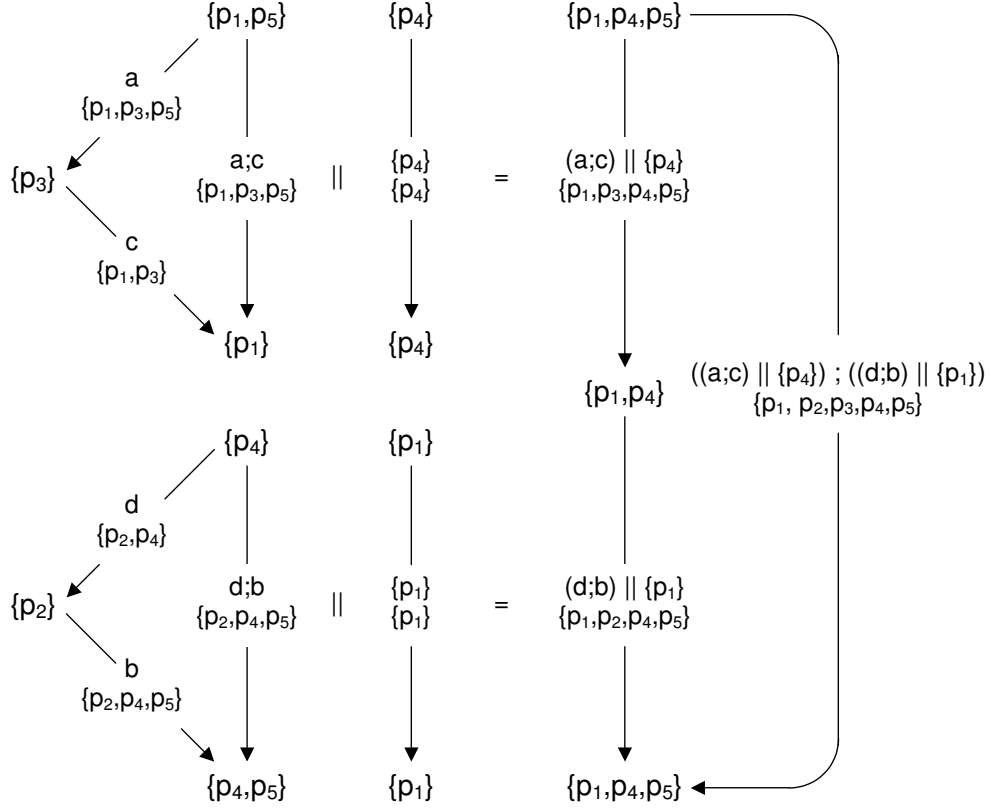 {p1,p5} {p4} {p1,p4,p5}
a
{p1,p3,p5}
a;c || {p4} = (a;c) || {p4}
{p3} {p1,p3,p5} {p4} {p1,p3,p4,p5}
c
{p1,p3}
{p1} {p4}
((a;c) || {p4}) ; ((d;b) || {p1})
{p1,p4} {p1, p2,p3,p4,p5}
{p4} {p1}
d
{p2,p4}
d;b || {p1} = (d;b) || {p1}
{p2} {p2,p4,p5} {p1} {p1,p2,p4,p5}
b
{p2,p4,p5}
{p4,p5} {p1} {p1,p4,p5}